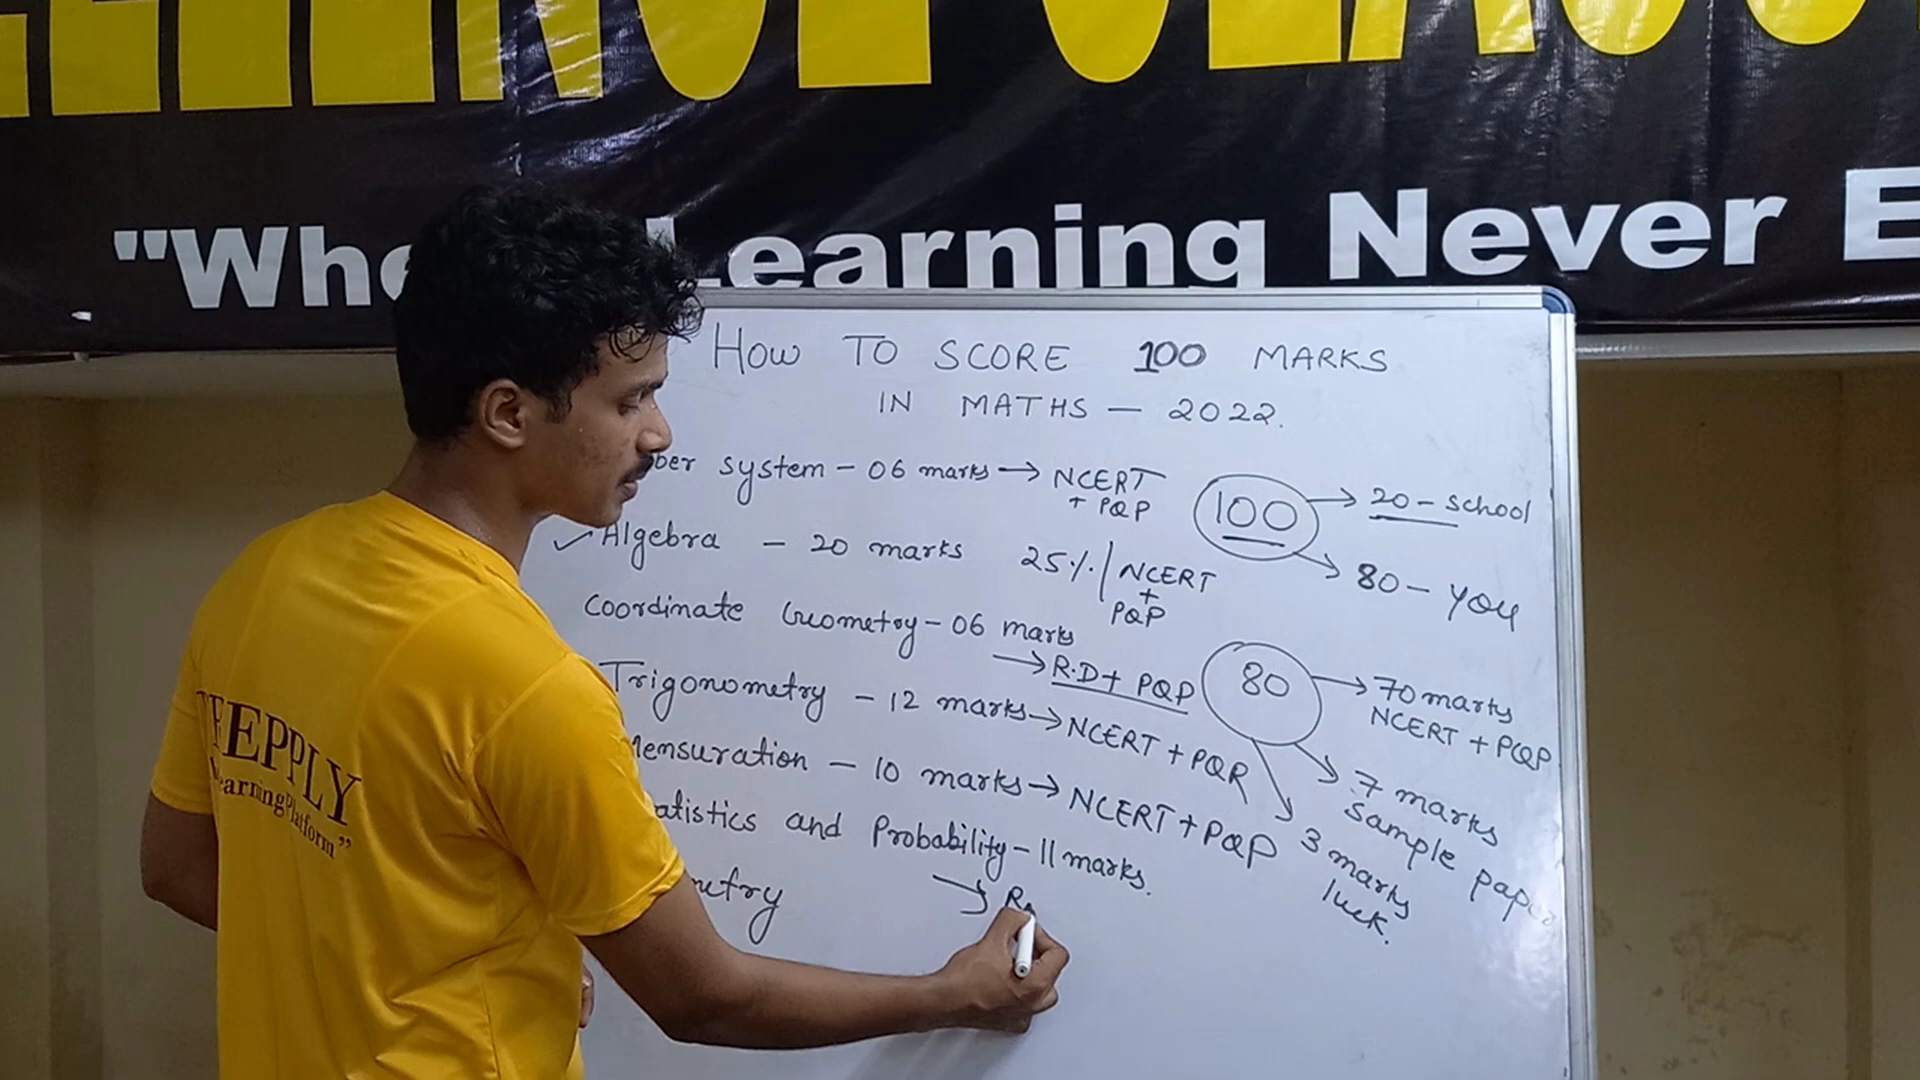 "Whe Learning Never E
HOW TO SCORE 100 MARKS
IN MATHS - 2022.
ber system - 06 marks → NCERT
+ PQP
✓ Algebra - 20 marks 25% | NCERT
+
PQP
Coordinate Geometry - 06 marks
→ R.D + PQP
Trigonometry - 12 marks → NCERT + PQR
Mensuration - 10 marks → NCERT + PQP
atistics and Probability - 11 marks.
→ R
metry
100 → 20 - school
→ 80 - you
80 → 70 marks
NCERT + PQP
→ 7 marks
Sample paper
→ 3 marks
luck.
EPPLY
earningPlatform"